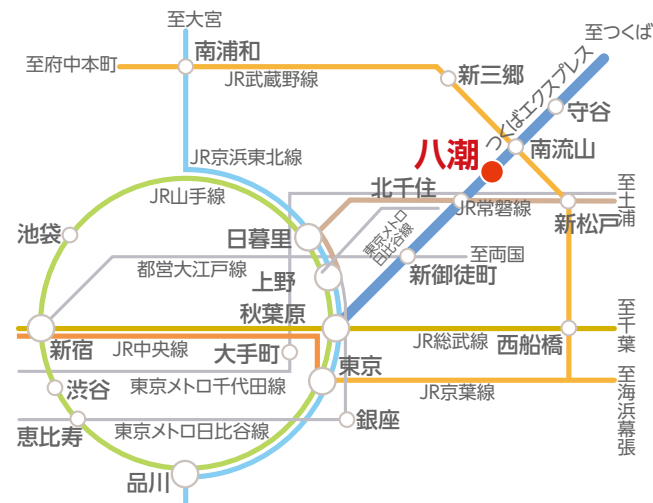 至大宮
至つくば
南浦和
至府中本町
JR武蔵野線
新三郷
つくばエクスプレス
守谷
JR京浜東北線
八潮
南流山
JR山手線
北千住
至土浦
JR常磐線
池袋
日暮里
東京メトロ
日比谷線
新松戸
都営大江戸線
至両国
上野
新御徒町
秋葉原
至千葉
新宿
JR中央線
大手町
JR総武線
西船橋
東京
渋谷
東京メトロ千代田線
JR京葉線
至海浜幕張
恵比寿
東京メトロ日比谷線
銀座
品川